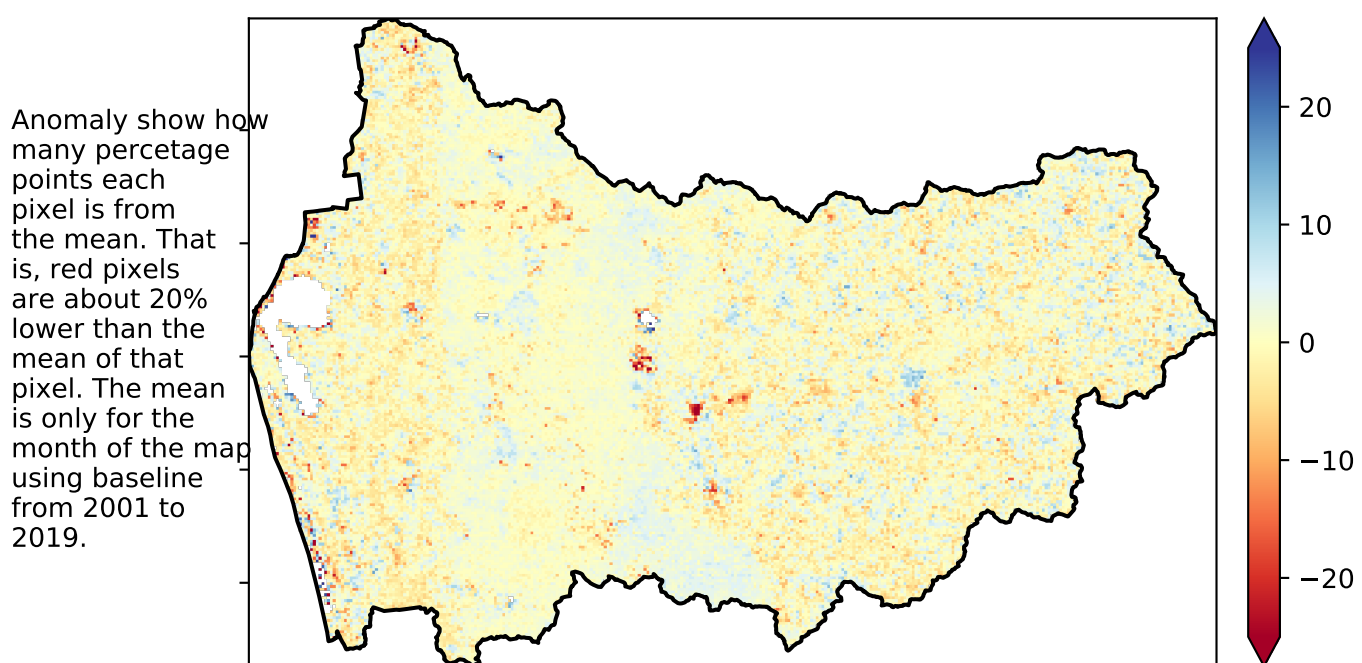 Anomaly show how
many percetage
points each
pixel is from
the mean. That
is, red pixels
are about 20%
lower than the
mean of that
pixel. The mean
is only for the
month of the map
using baseline
from 2001 to
2019.
20
10
0
−10
−20